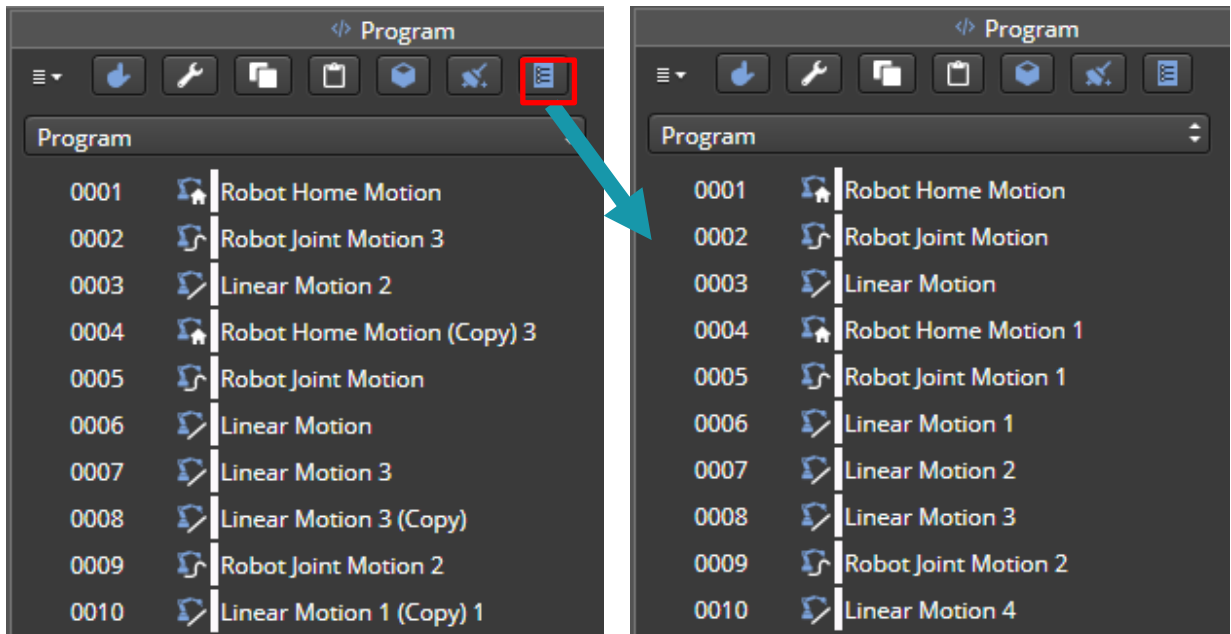 Program
Program
0001 Robot Home Motion
0002 Robot Joint Motion 3
0003 Linear Motion 2
0004 Robot Home Motion (Copy) 3
0005 Robot Joint Motion
0006 Linear Motion
0007 Linear Motion 3
0008 Linear Motion 3 (Copy)
0009 Robot Joint Motion 2
0010 Linear Motion 1 (Copy) 1
Program
Program
0001 Robot Home Motion
0002 Robot Joint Motion
0003 Linear Motion
0004 Robot Home Motion 1
0005 Robot Joint Motion 1
0006 Linear Motion 1
0007 Linear Motion 2
0008 Linear Motion 3
0009 Robot Joint Motion 2
0010 Linear Motion 4